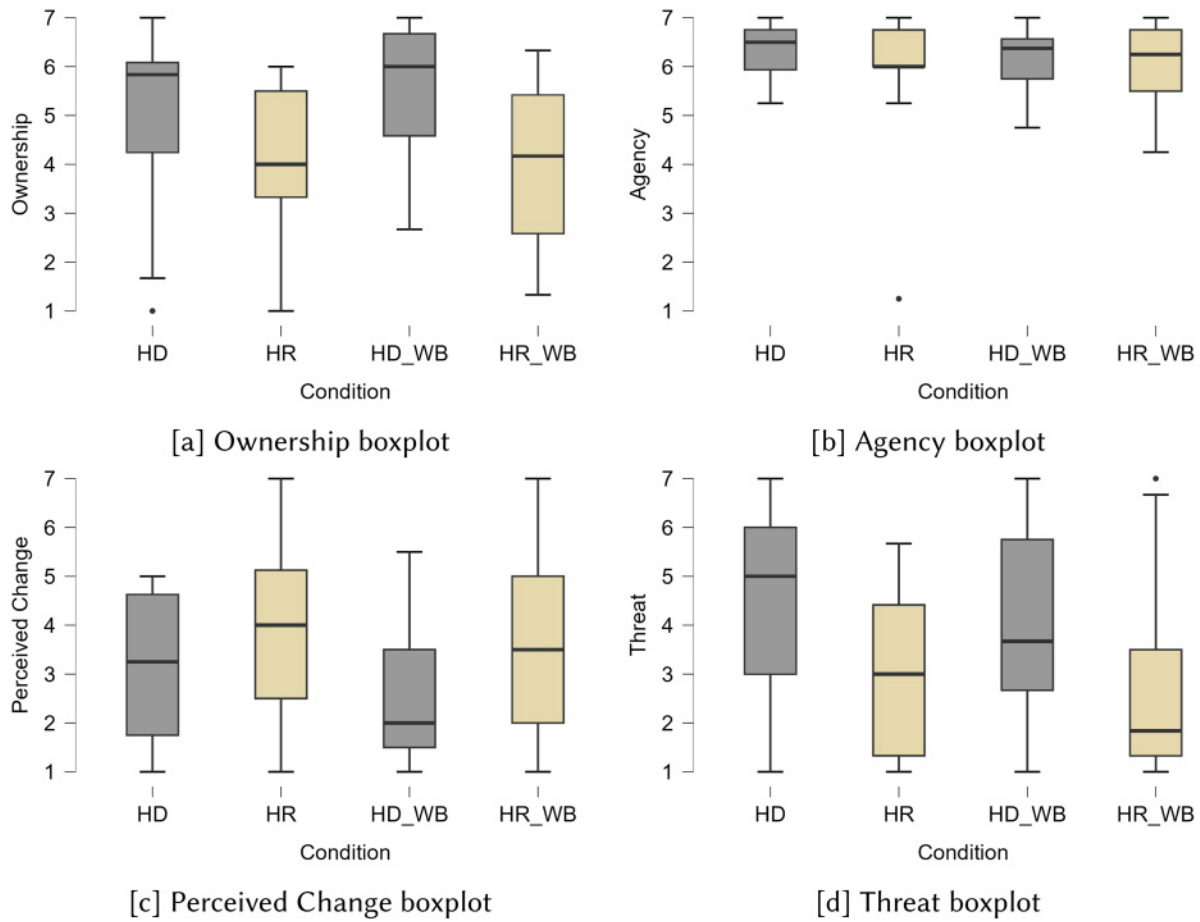 7
6
5
4
3
2
1
Ownership
HD
HR
HD_WB
HR_WB
Condition
[a] Ownership boxplot
7
6
5
4
3
2
1
Agency
HD
HR
HD_WB
HR_WB
Condition
[b] Agency boxplot
7
6
5
4
3
2
1
Perceived Change
HD
HR
HD_WB
HR_WB
Condition
[c] Perceived Change boxplot
7
6
5
4
3
2
1
Threat
HD
HR
HD_WB
HR_WB
Condition
[d] Threat boxplot